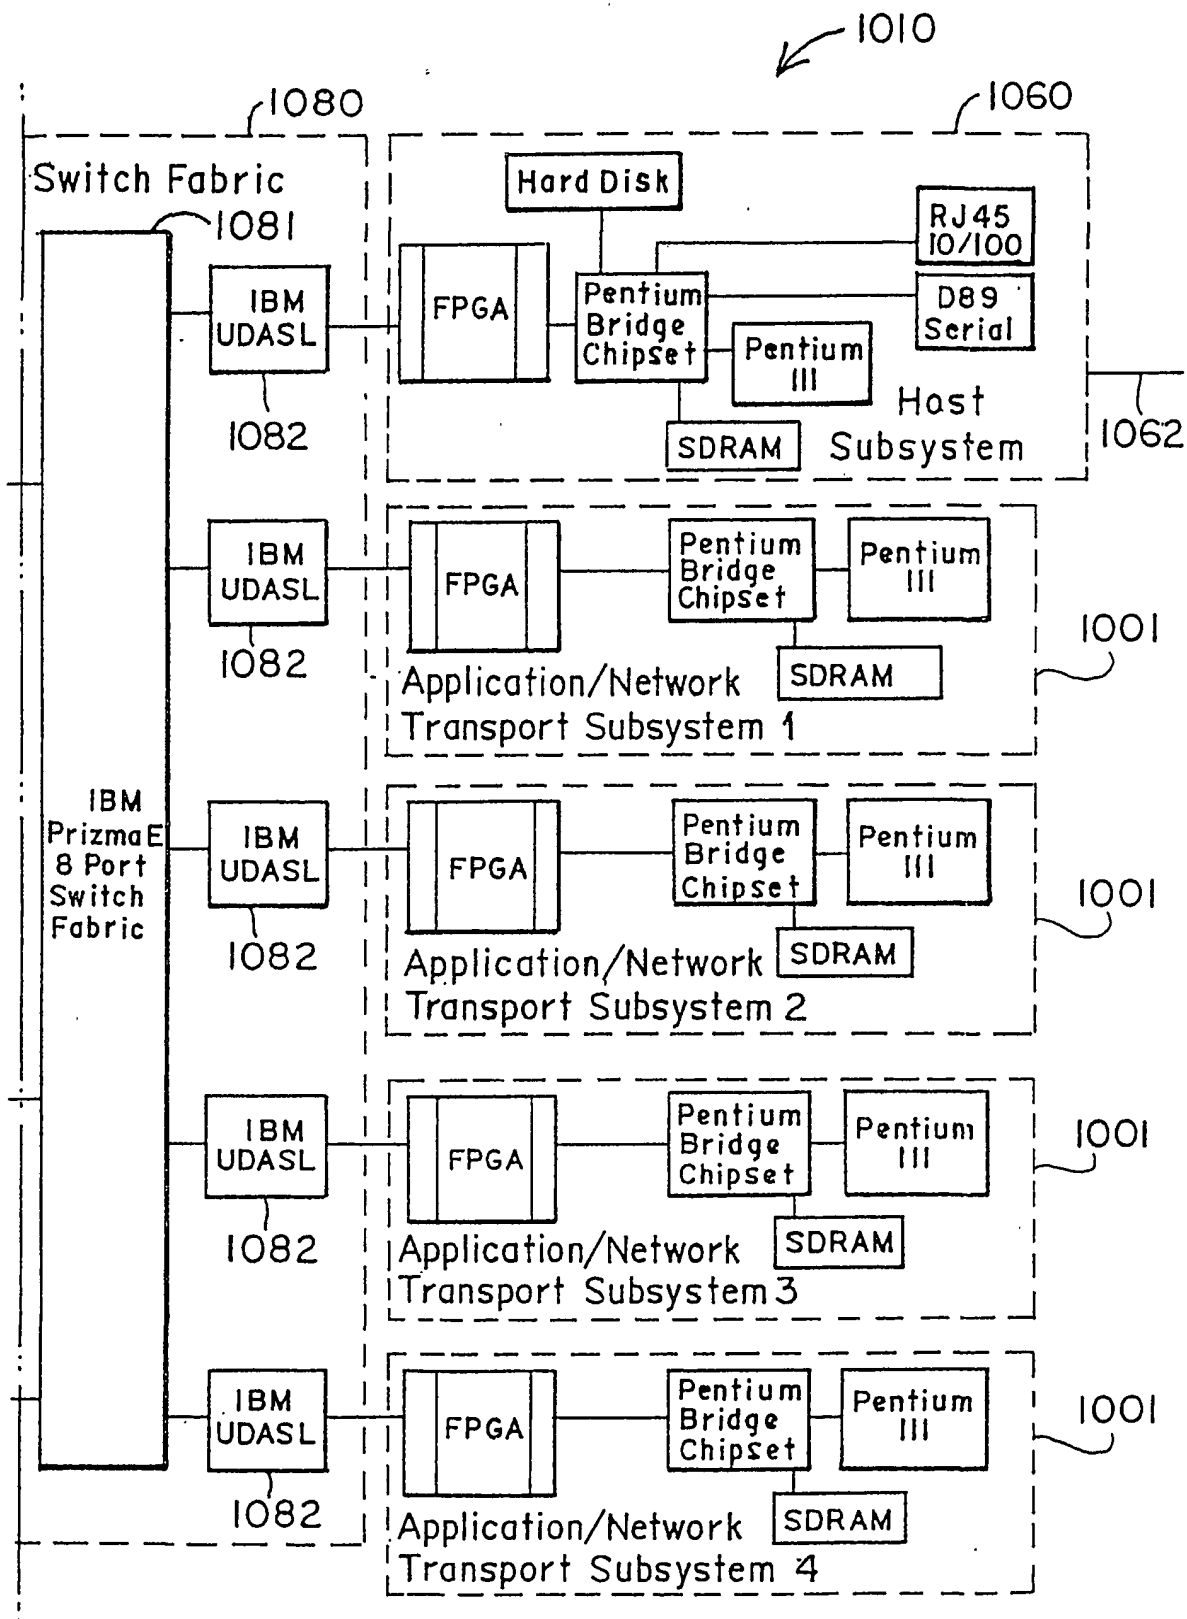 1010
1080
1060
Switch Fabric
1081
Hard Disk
RJ45
10/100
IBM
UDASL
FPGA
Pentium
Bridge
Chipset
D89
Serial
Pentium
III
Host
Subsystem
1082
SDRAM
1062
IBM
UDASL
FPGA
Pentium
Bridge
Chipset
Pentium
III
1082
SDRAM
1001
Application/Network
Transport Subsystem 1
IBM
PrizmaE
8 Port
Switch
Fabric
IBM
UDASL
FPGA
Pentium
Bridge
Chipset
Pentium
III
1001
1082
SDRAM
Application/Network
Transport Subsystem 2
IBM
UDASL
FPGA
Pentium
Bridge
Chipset
Pentium
III
1001
1082
SDRAM
Application/Network
Transport Subsystem 3
IBM
UDASL
FPGA
Pentium
Bridge
Chipset
Pentium
III
1001
1082
SDRAM
Application/Network
Transport Subsystem 4